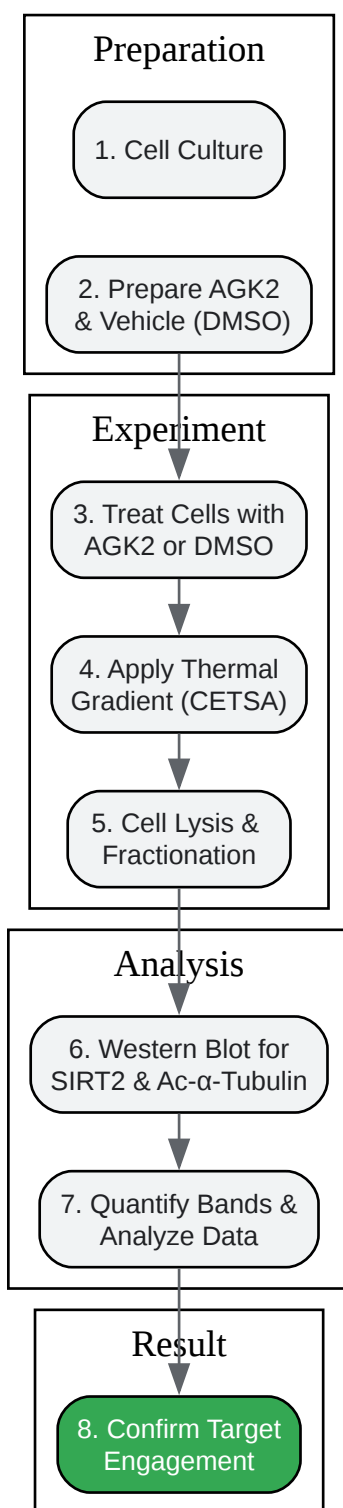 Preparation
1. Cell Culture
2. Prepare AGK2
& Vehicle (DMSO)
Experiment
3. Treat Cells with
AGK2 or DMSO
4. Apply Thermal
Gradient (CETSA)
5. Cell Lysis &
Fractionation
Analysis
6. Western Blot for
SIRT2 & Ac-α-Tubulin
7. Quantify Bands &
Analyze Data
Result
8. Confirm Target
Engagement